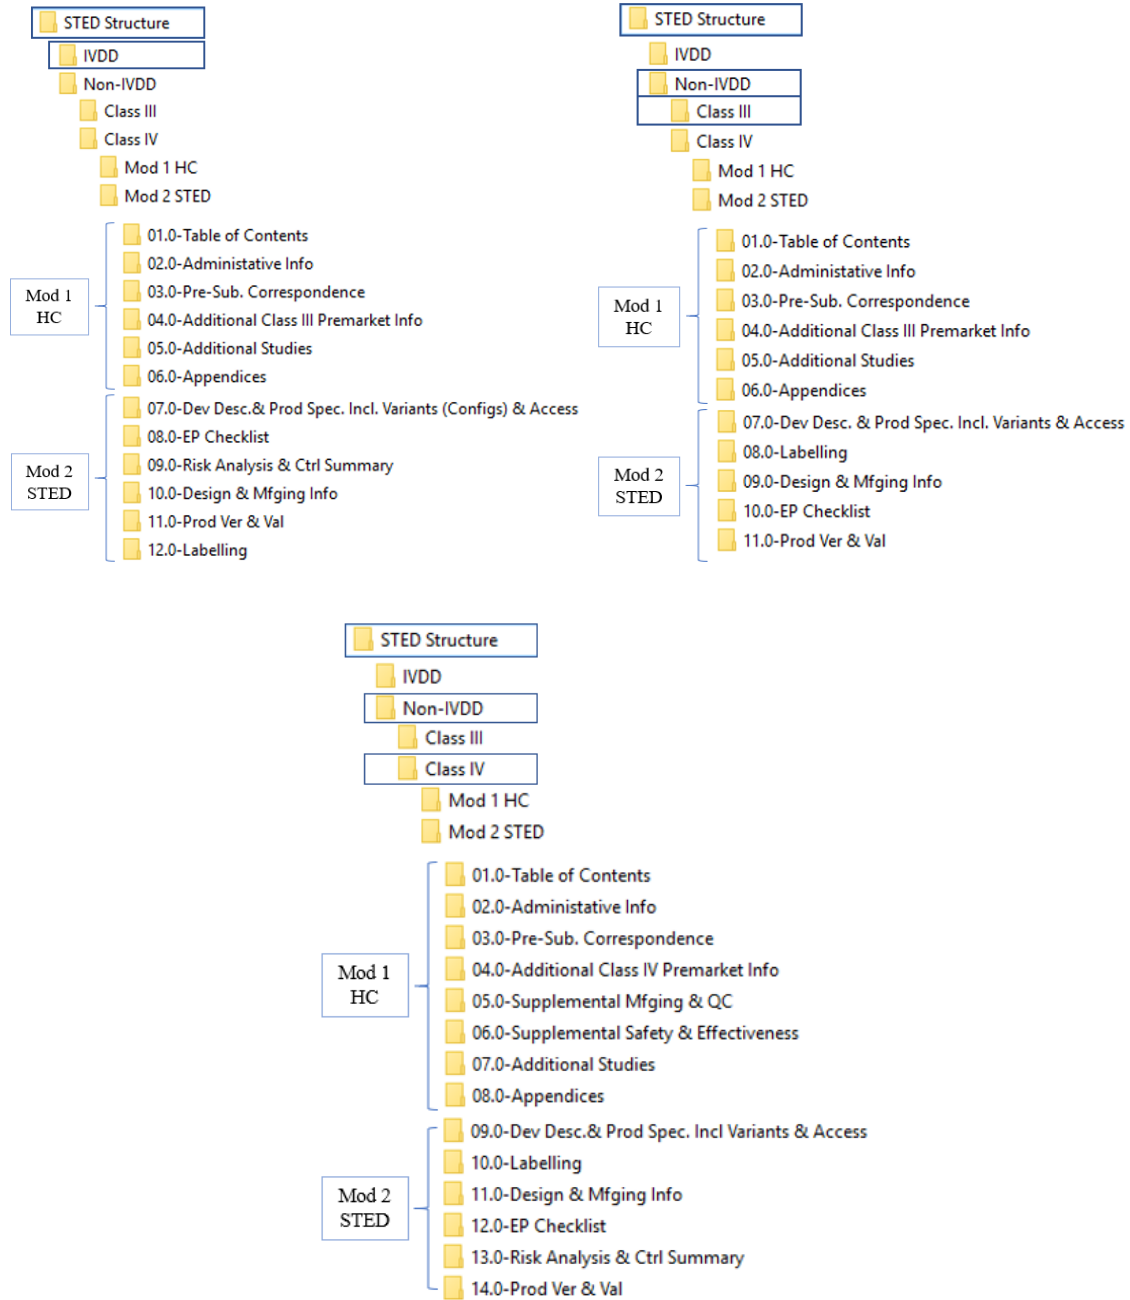 STED Structure
IVDD
Non-IVDD
Class III
Class IV
Mod 1 HC
Mod 2 STED
Mod 1
HC
01.0-Table of Contents
02.0-Administative Info
03.0-Pre-Sub. Correspondence
04.0-Additional Class III Premarket Info
05.0-Additional Studies
06.0-Appendices
Mod 2
STED
07.0-Dev Desc.& Prod Spec. Incl. Variants (Configs) & Access
08.0-EP Checklist
09.0-Risk Analysis & Ctrl Summary
10.0-Design & Mfging Info
11.0-Prod Ver & Val
12.0-Labelling
STED Structure
IVDD
Non-IVDD
Class III
Class IV
Mod 1 HC
Mod 2 STED
Mod 1
HC
01.0-Table of Contents
02.0-Administative Info
03.0-Pre-Sub. Correspondence
04.0-Additional Class III Premarket Info
05.0-Additional Studies
06.0-Appendices
Mod 2
STED
07.0-Dev Desc. & Prod Spec. Incl. Variants & Access
08.0-Labelling
09.0-Design & Mfging Info
10.0-EP Checklist
11.0-Prod Ver & Val
STED Structure
IVDD
Non-IVDD
Class III
Class IV
Mod 1 HC
Mod 2 STED
Mod 1
HC
01.0-Table of Contents
02.0-Administative Info
03.0-Pre-Sub. Correspondence
04.0-Additional Class IV Premarket Info
05.0-Supplemental Mfging & QC
06.0-Supplemental Safety & Effectiveness
07.0-Additional Studies
08.0-Appendices
Mod 2
STED
09.0-Dev Desc.& Prod Spec. Incl Variants & Access
10.0-Labelling
11.0-Design & Mfging Info
12.0-EP Checklist
13.0-Risk Analysis & Ctrl Summary
14.0-Prod Ver & Val